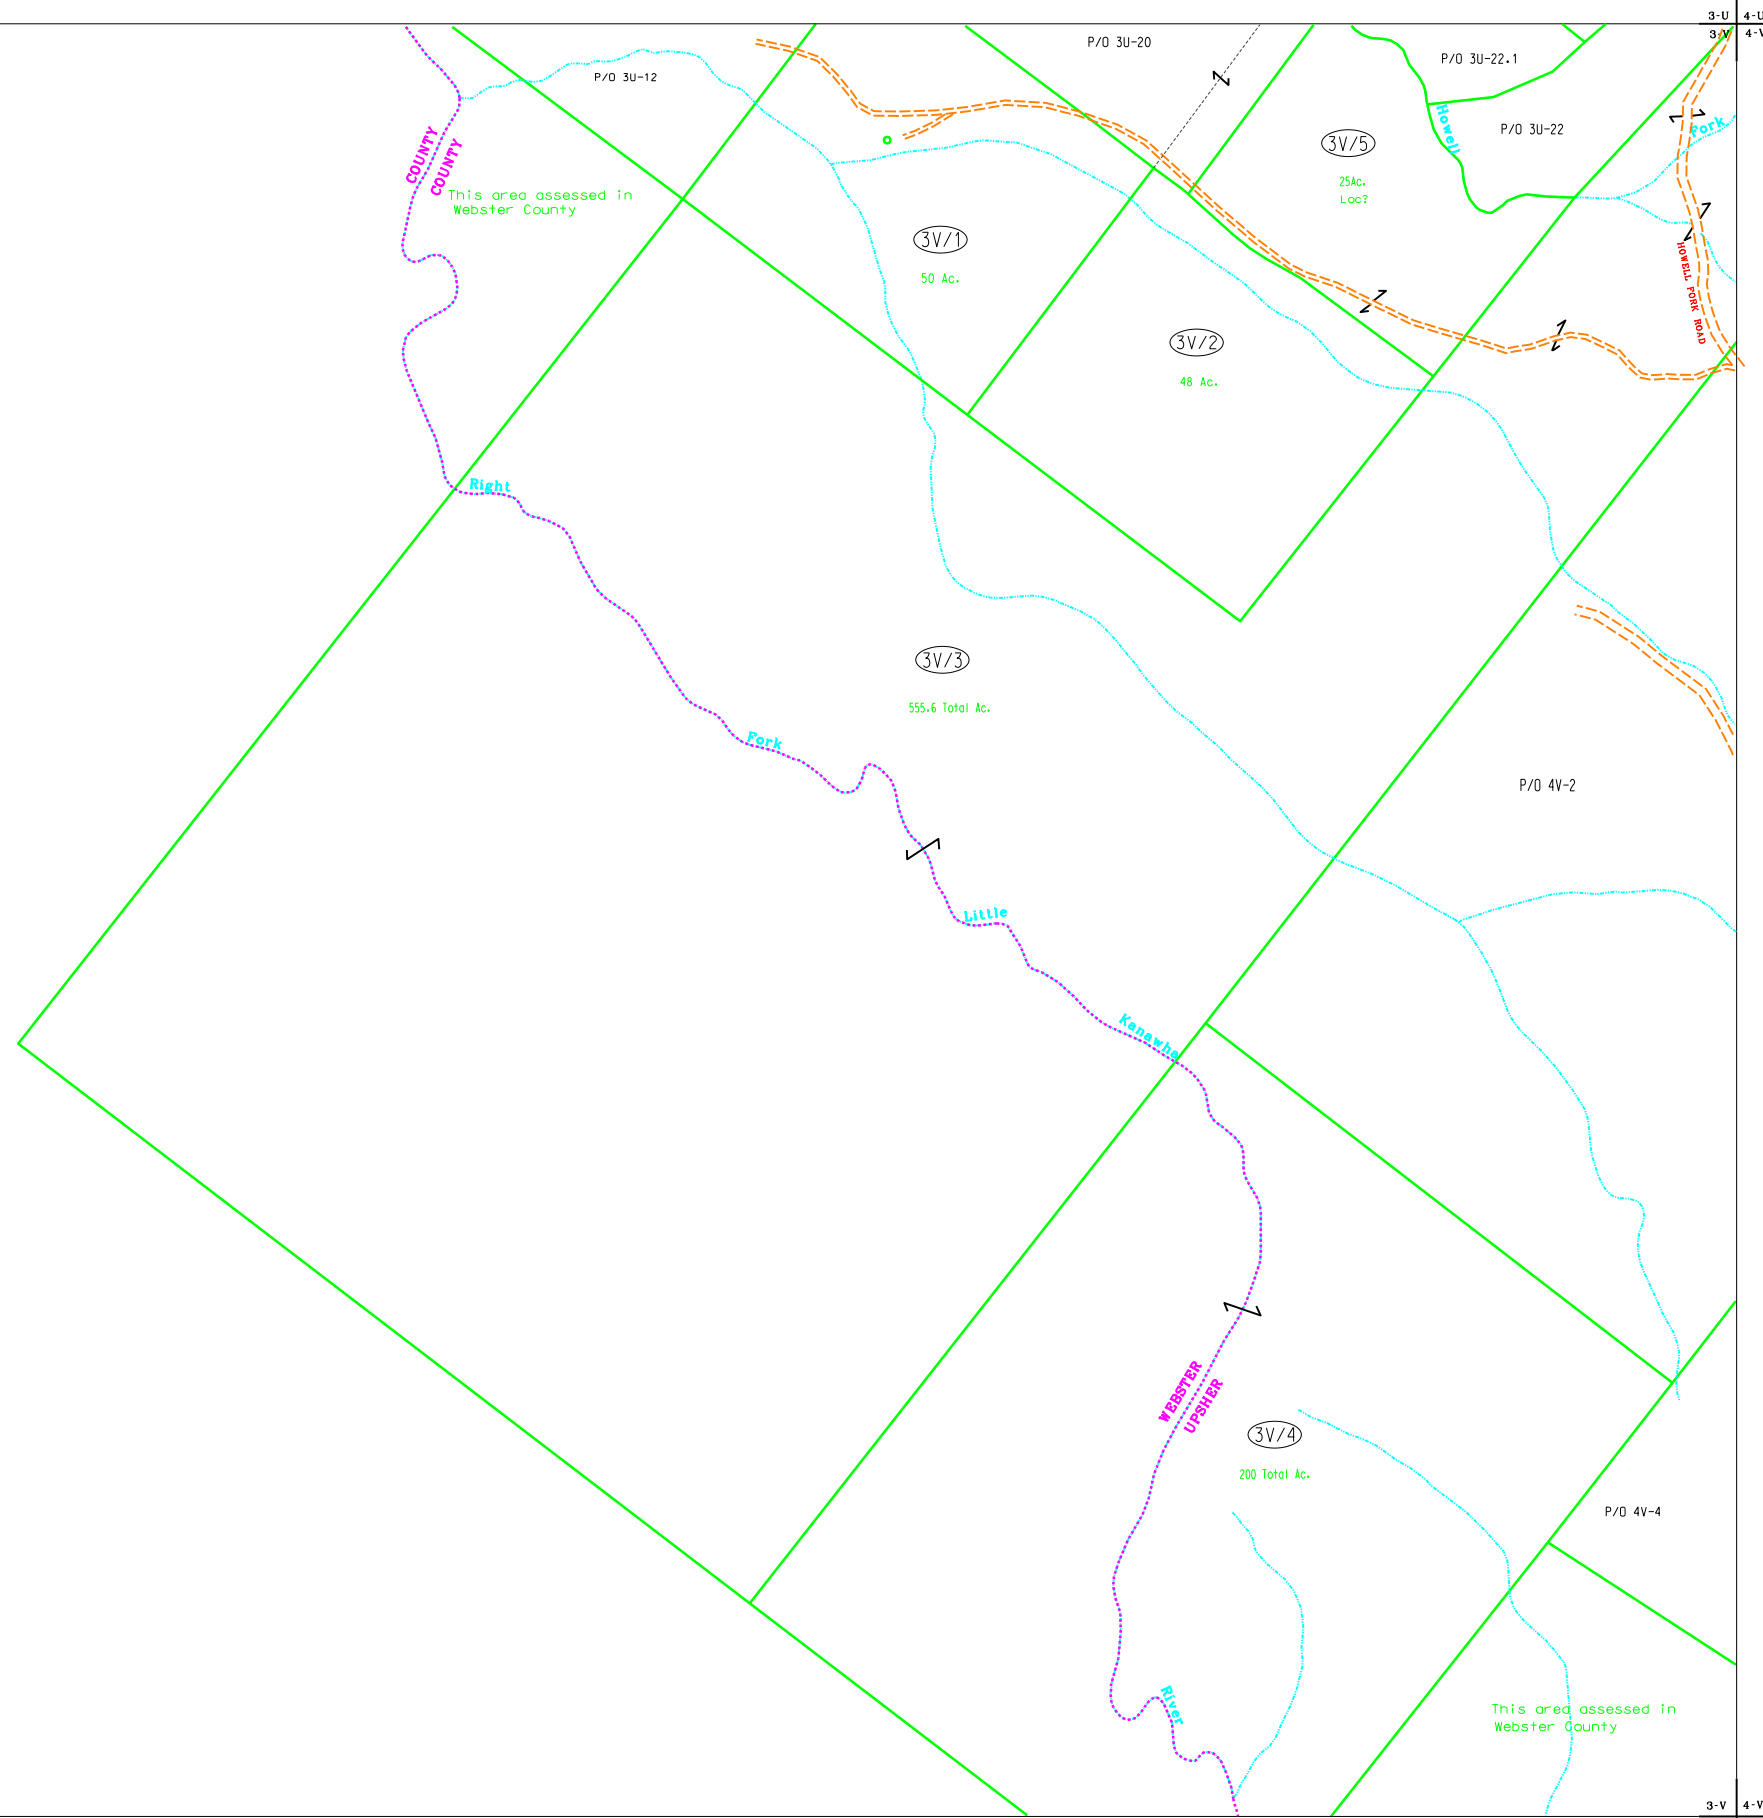 3-U 4-U
3-V 4-V
P/O 3U-20
P/O 3U-22.1
P/O 3U-12
Howell
P/O 3U-22
Fork
COUNTY
COUNTY
3V/5
25Ac.
Loc?
This area assessed in
Webster County
3V/1
50 Ac.
HOWELL FORK ROAD
3V/2
48 Ac.
Right
3V/3
555.6 Total Ac.
Fork
P/O 4V-2
Little
Kanawha
WEBSTER
UPSHER
3V/4
200 Total Ac.
P/O 4V-4
River
This area assessed in
Webster County
3-V 4-V